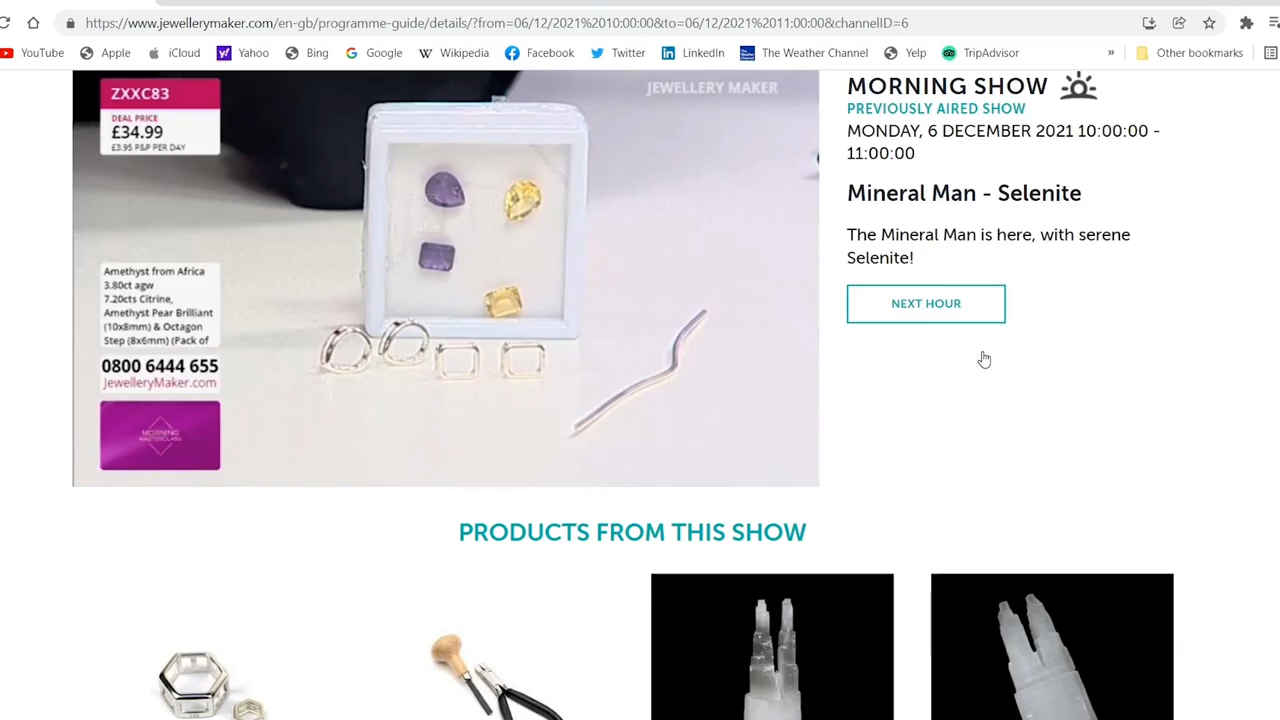 https://www.jewellerymaker.com/en-gb/programme-guide/details/?from=06/12/2021%2010:00:00&to=06/12/2021%2011:00:00&channelID=6
YouTube Apple iCloud Yahoo Bing Google Wikipedia Facebook Twitter LinkedIn The Weather Channel Yelp TripAdvisor » Other bookmarks
ZXXC83
DEAL PRICE
£34.99
£3.95 P&P PER DAY
JEWELLERY MAKER
Amethyst from Africa
3.80ct agw
7.20cts Citrine,
Amethyst Pear Brilliant
(10x8mm) & Octagon
Step (8x6mm) (Pack of
0800 6444 655
JewelleryMaker.com
MORNING
MASTERCLASS
MORNING SHOW
PREVIOUSLY AIRED SHOW
MONDAY, 6 DECEMBER 2021 10:00:00 -
11:00:00
Mineral Man - Selenite
The Mineral Man is here, with serene
Selenite!
NEXT HOUR
PRODUCTS FROM THIS SHOW